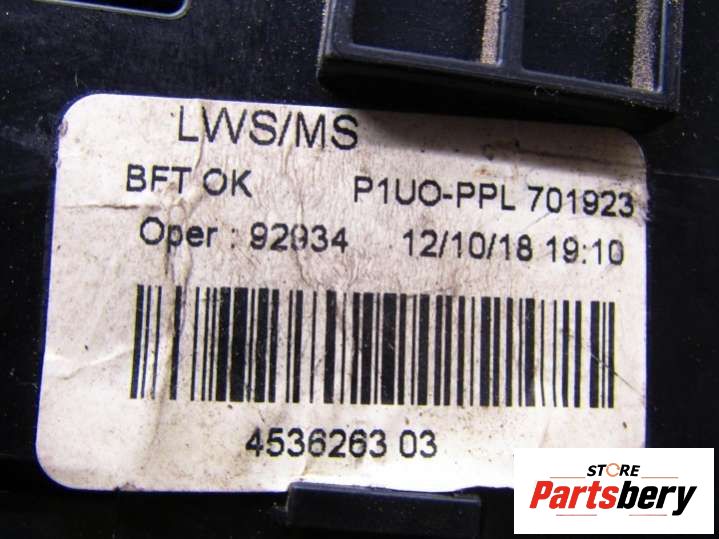 LWS/MS
BFT OK P1UO-PPL 701923
Oper : 92934 12/10/18 19:10
4536263 03
STORE
Partsbery